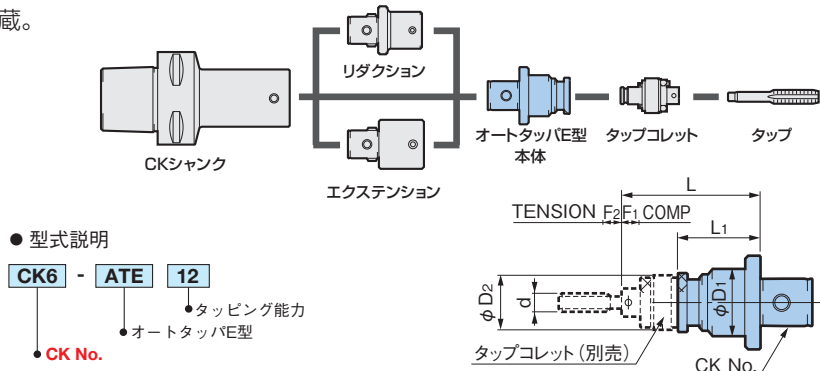 蔵。
リダクション
CKシャンク
エクステンション
オートタッパE型
本体
タップコレット
タップ
● 型式説明
CK6 - ATE 12
●タッピング能力
●オートタッパE型
● CK No.
L
TENSION F2 F1 COMP
L1
φD2
d
φD1
タップコレット（別売）
CK No.